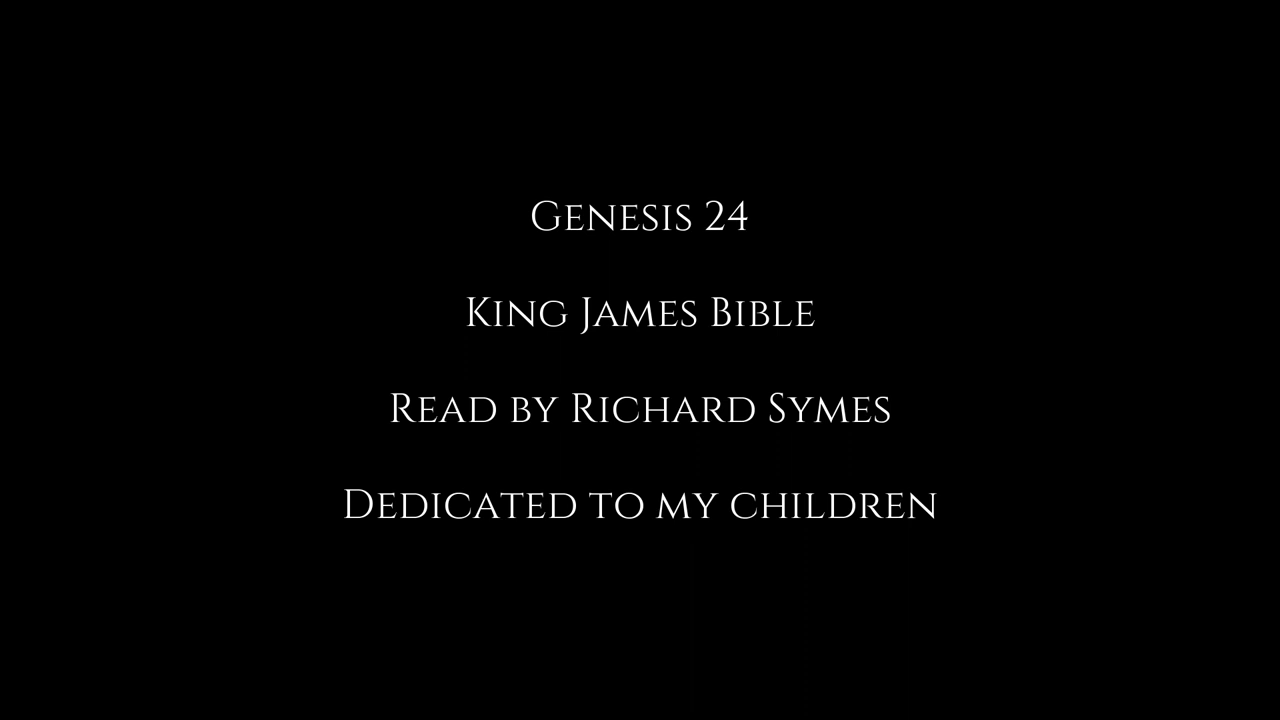 Genesis 24
King James Bible
Read by Richard Symes
Dedicated to my children